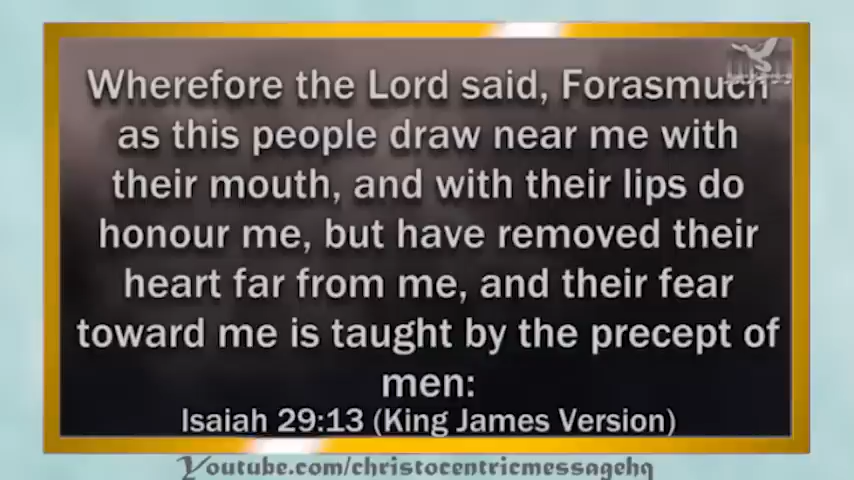 Wherefore the Lord said, Forasmuch
as this people draw near me with
their mouth, and with their lips do
honour me, but have removed their
heart far from me, and their fear
toward me is taught by the precept of
men:
Isaiah 29:13 (King James Version)
Youtube.com/christocentricmessagehq